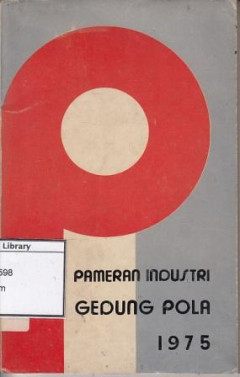 Library
598
m
PAMERAN INDUSTRI
GEDUNG POLA
1975